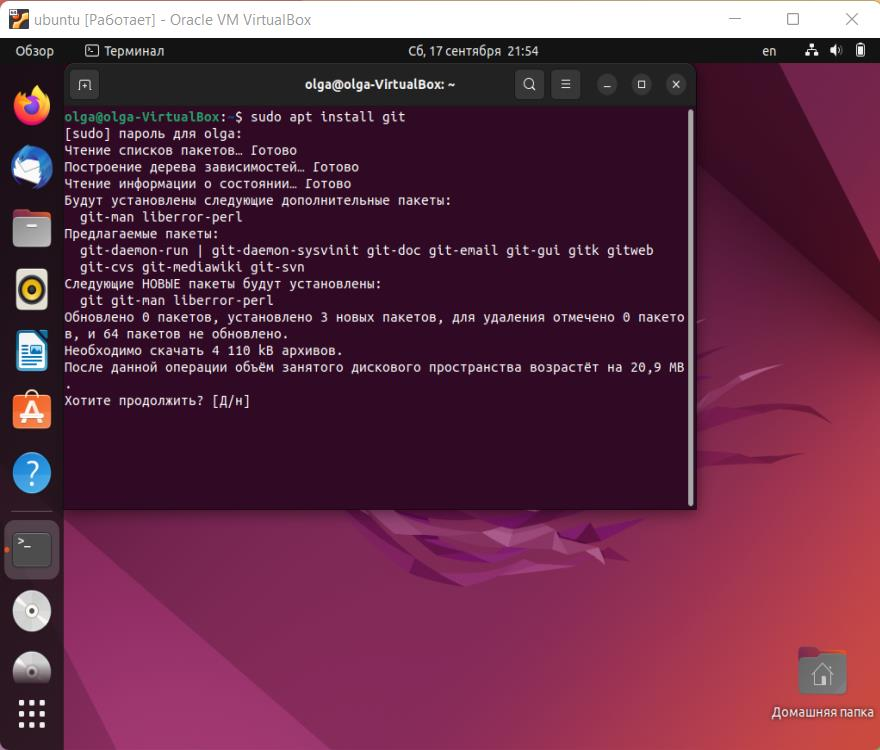 ubuntu [Работает] - Oracle VM VirtualBox
Обзор Терминал Сб, 17 сентября 21:54 en
olga@olga-VirtualBox: ~
olga@olga-VirtualBox:~$ sudo apt install git
[sudo] пароль для olga:
Чтение списков пакетов… Готово
Построение дерева зависимостей… Готово
Чтение информации о состоянии… Готово
Будут установлены следующие дополнительные пакеты:
git-man liberror-perl
Предлагаемые пакеты:
git-daemon-run | git-daemon-sysvinit git-doc git-email git-gui gitk gitweb
git-cvs git-mediawiki git-svn
Следующие НОВЫЕ пакеты будут установлены:
git git-man liberror-perl
Обновлено 0 пакетов, установлено 3 новых пакетов, для удаления отмечено 0 пакето
в, и 64 пакетов не обновлено.
Необходимо скачать 4 110 kB архивов.
После данной операции объём занятого дискового пространства возрастёт на 20,9 MB
.
Хотите продолжить? [Д/н]
Домашняя папка